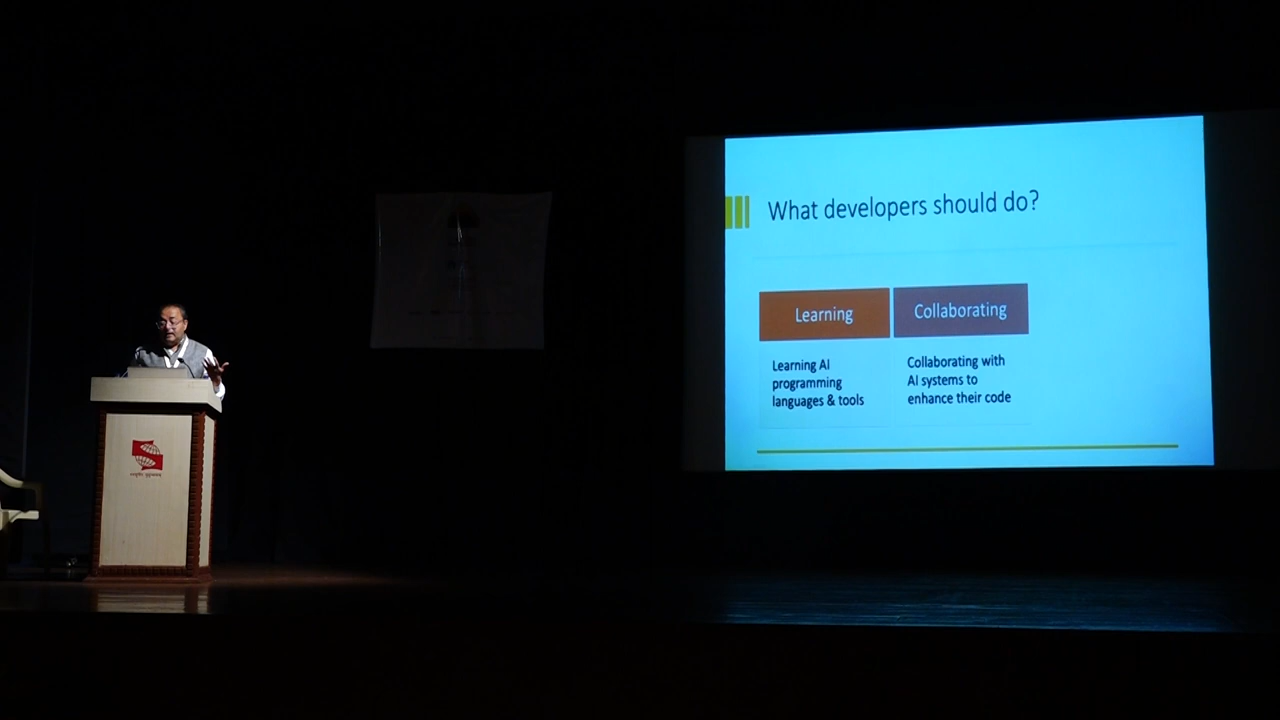 What developers should do?
Learning
Collaborating
Learning AI
programming
languages & tools
Collaborating with
AI systems to
enhance their code